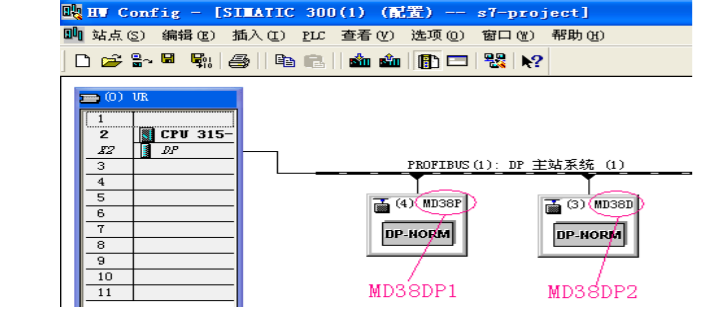 HW Config - [SIMATIC 300(1) (配置) -- s7-project]
站点(S) 编辑(E) 插入(I) PLC 查看(V) 选项(O) 窗口(W) 帮助(H)
(0) UR
1
2 CPU 315-
X2 DP
3
4
5
6
7
8
9
10
11
PROFIBUS(1): DP 主站系统 (1)
(4) MD38P
DP-NORM
(3) MD38D
DP-NORM
MD38DP1
MD38DP2